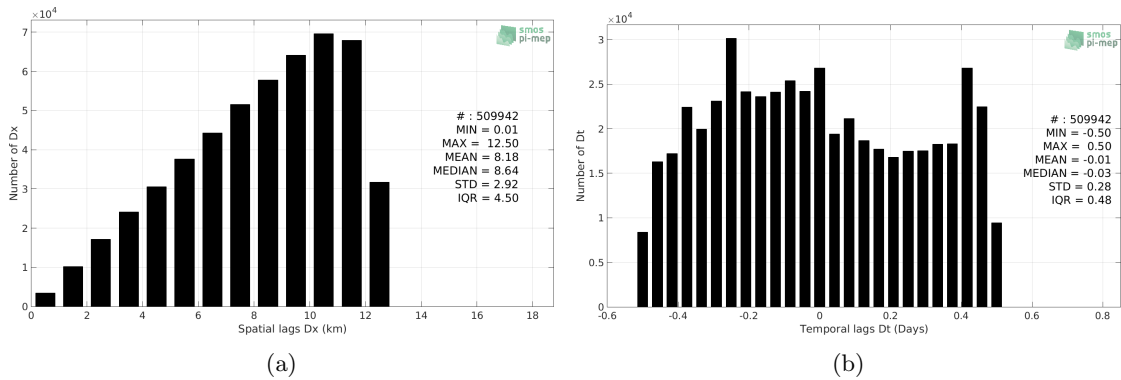 ×10⁴
7
6
5
4
3
2
1
0
Number of Dx
0 2 4 6 8 10 12 14 16 18
Spatial lags Dx (km)
smos
pi-mep
# : 509942
MIN = 0.01
MAX = 12.50
MEAN = 8.18
MEDIAN = 8.64
STD = 2.92
IQR = 4.50
(a)
×10⁴
3
2.5
2
1.5
1
0.5
0
Number of Dt
-0.6 -0.4 -0.2 0 0.2 0.4 0.6 0.8
Temporal lags Dt (Days)
smos
pi-mep
# : 509942
MIN = -0.50
MAX = 0.50
MEAN = -0.01
MEDIAN = -0.03
STD = 0.28
IQR = 0.48
(b)